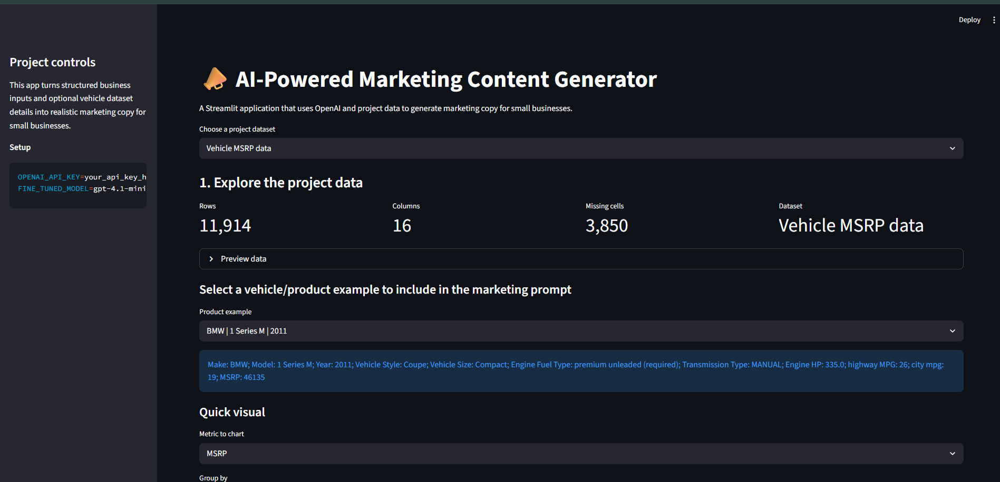 Deploy
Project controls
This app turns structured business
inputs and optional vehicle dataset
details into realistic marketing copy for
small businesses.
Setup
OPENAI_API_KEY=your_api_key_h
FINE_TUNED_MODEL=gpt-4.1-mini
AI-Powered Marketing Content Generator
A Streamlit application that uses OpenAI and project data to generate marketing copy for small businesses.
Choose a project dataset
Vehicle MSRP data
1. Explore the project data
Rows
11,914
Columns
16
Missing cells
3,850
Dataset
Vehicle MSRP data
Preview data
Select a vehicle/product example to include in the marketing prompt
Product example
BMW | 1 Series M | 2011
Make: BMW; Model: 1 Series M; Year: 2011; Vehicle Style: Coupe; Vehicle Size: Compact; Engine Fuel Type: premium unleaded (required); Transmission Type: MANUAL; Engine HP: 335.0; highway MPG: 26; city mpg:
19; MSRP: 46135
Quick visual
Metric to chart
MSRP
Group by